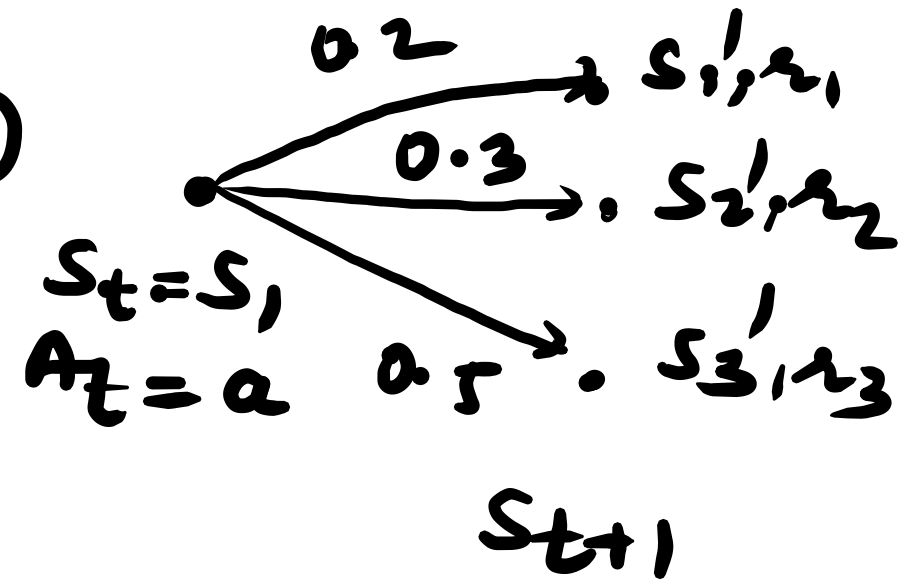 0.2
S₁', r₁
0.3
S₂', r₂
Sₜ = S₁
Aₜ = a
0.5
S₃', r₃
Sₜ₊₁